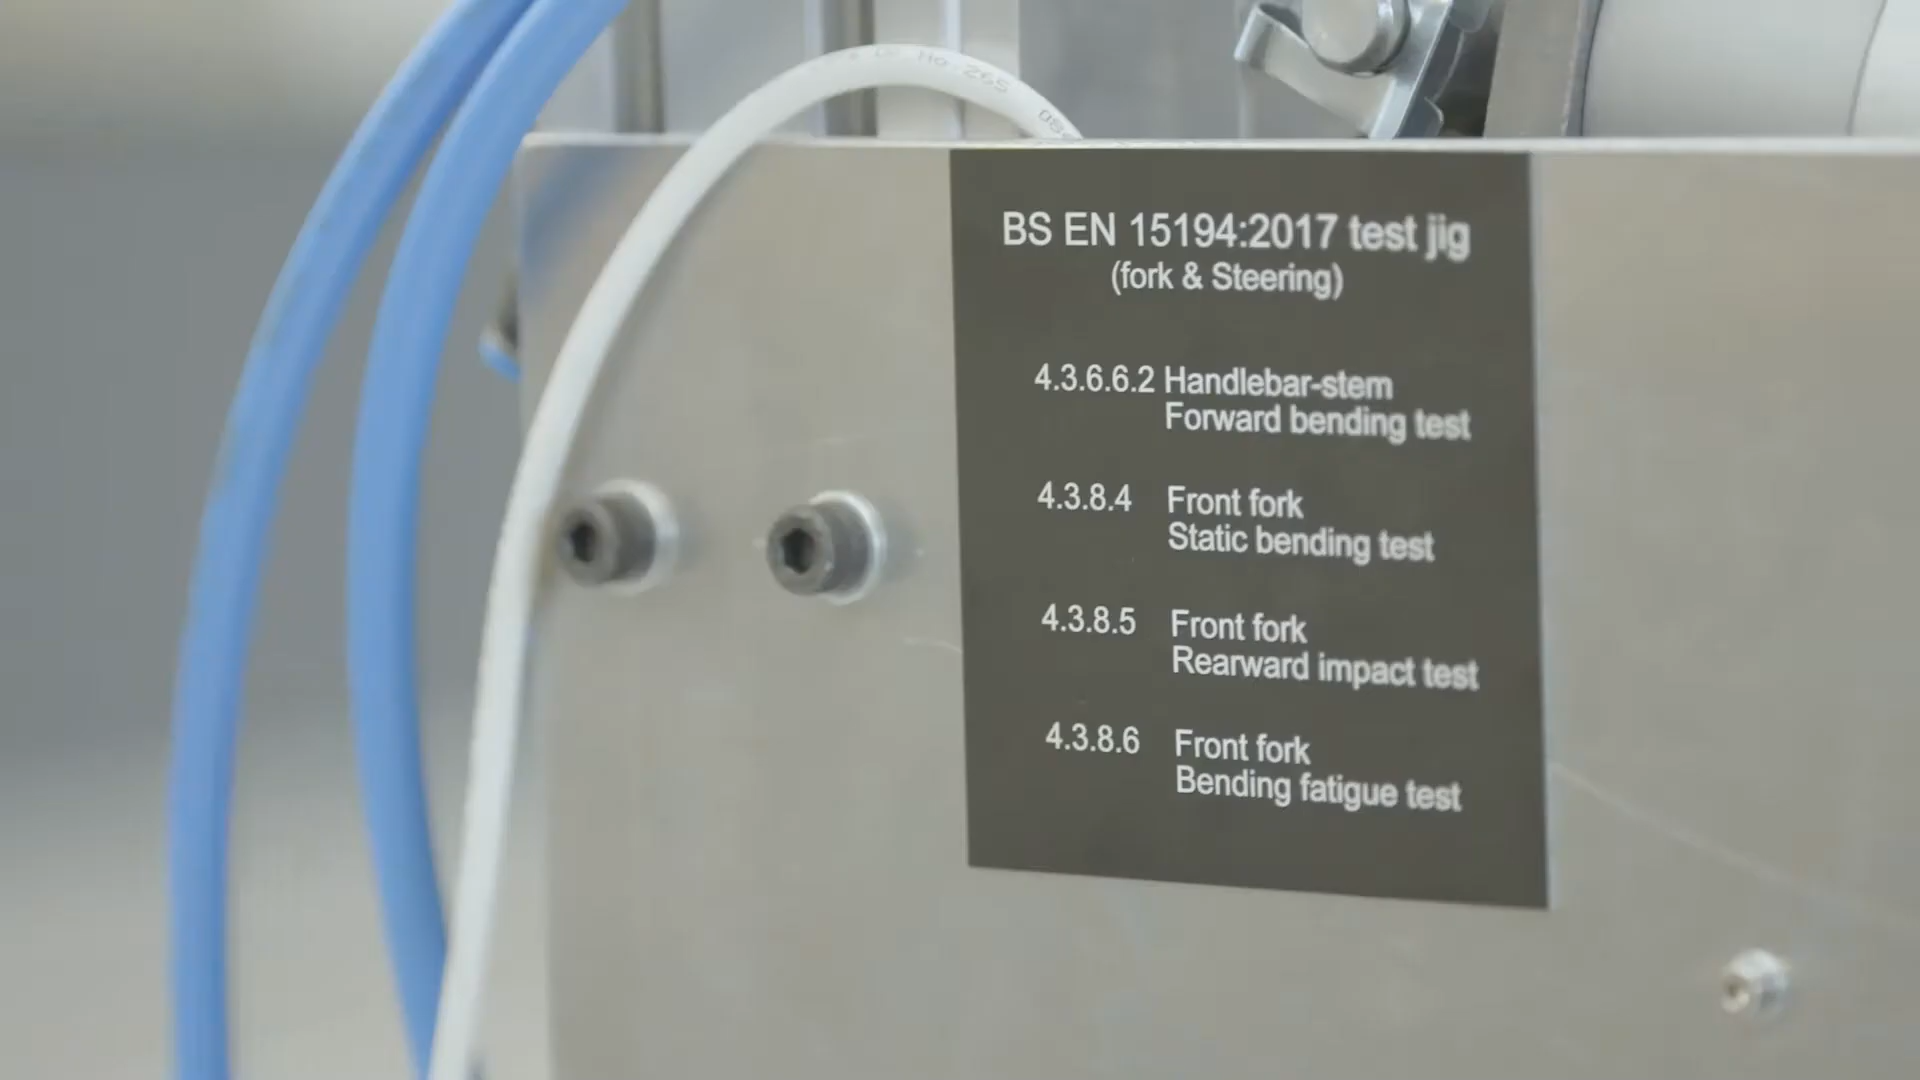 BS EN 15194:2017 test jig
(fork & Steering)
4.3.6.6.2 Handlebar-stem
Forward bending test
4.3.8.4 Front fork
Static bending test
4.3.8.5 Front fork
Rearward impact test
4.3.8.6 Front fork
Bending fatigue test